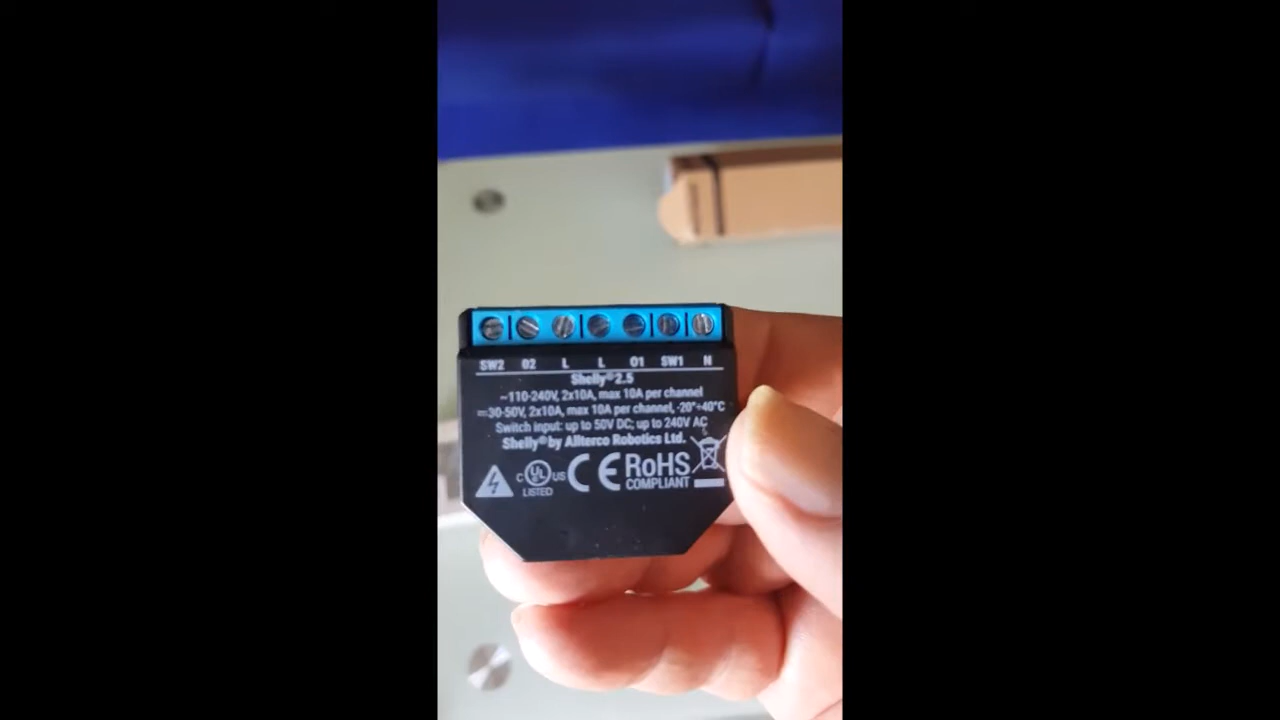 SW2 02 L L 01 SW1 N
Shelly® 2.5
~110-240V, 2x10A, max 10A per channel
⎓30-50V, 2x10A, max 10A per channel, -20°÷40°C
Switch input: up to 50V DC; up to 240V AC
Shelly® by Allterco Robotics Ltd.
C UL US LISTED CE RoHS COMPLIANT